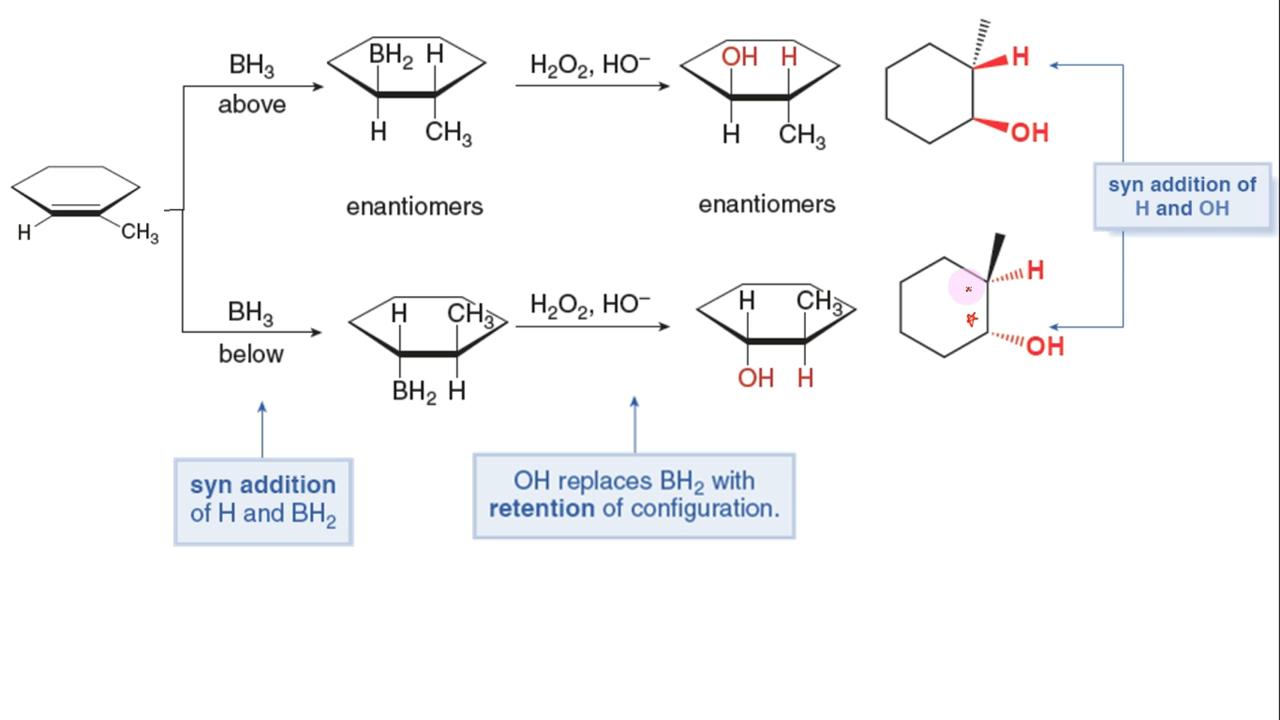 BH₃
above
BH₂ H
H CH₃
H₂O₂, HO⁻
OH H
H CH₃
H
OH
H
CH₃
enantiomers
enantiomers
syn addition of
H and OH
BH₃
below
H CH₃
BH₂ H
H₂O₂, HO⁻
H CH₃
OH H
H
OH
syn addition
of H and BH₂
OH replaces BH₂ with
retention of configuration.